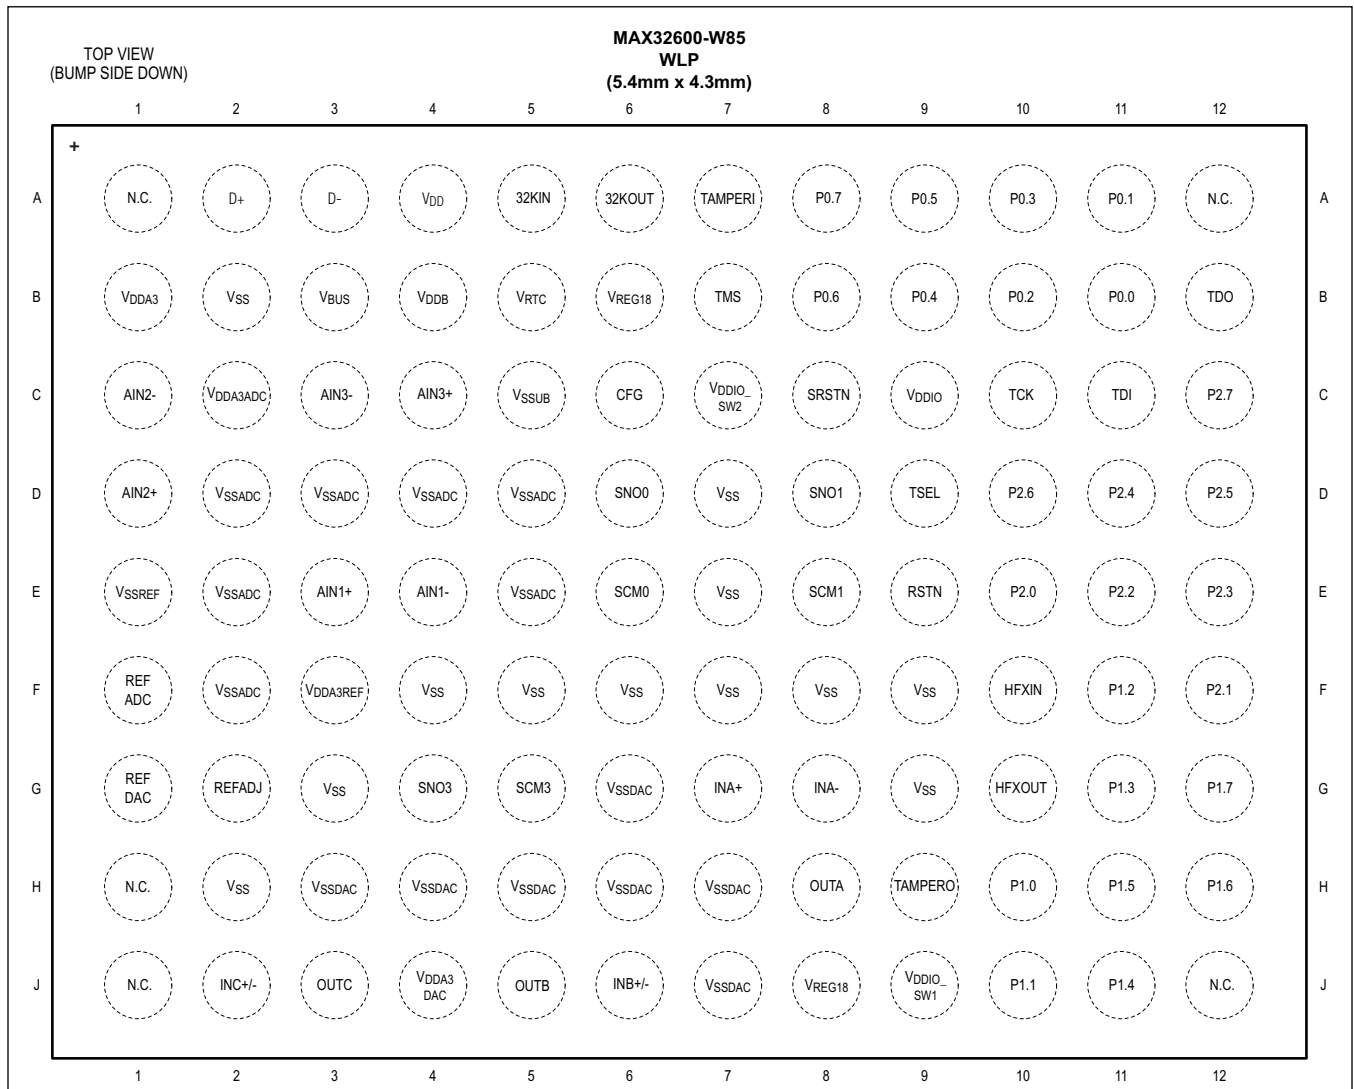 MAX32600-W85
WLP
(5.4mm x 4.3mm)
TOP VIEW
(BUMP SIDE DOWN)
1 2 3 4 5 6 7 8 9 10 11 12
+
A N.C. D+ D- VDD 32KIN 32KOUT TAMPERI P0.7 P0.5 P0.3 P0.1 N.C. A
B VDDA3 VSS VBUS VDDB VRTC VREG18 TMS P0.6 P0.4 P0.2 P0.0 TDO B
C AIN2- VDDA3ADC AIN3- AIN3+ VSSUB CFG VDDIO_SW2 SRSTN VDDIO TCK TDI P2.7 C
D AIN2+ VSSADC VSSADC VSSADC VSSADC SNO0 VSS SNO1 TSEL P2.6 P2.4 P2.5 D
E VSSREF VSSADC AIN1+ AIN1- VSSADC SCM0 VSS SCM1 RSTN P2.0 P2.2 P2.3 E
F REF ADC VSSADC VDDA3REF VSS VSS VSS VSS VSS VSS HFXIN P1.2 P2.1 F
G REF DAC REFADJ VSS SNO3 SCM3 VSSDAC INA+ INA- VSS HFXOUT P1.3 P1.7 G
H N.C. VSS VSSDAC VSSDAC VSSDAC VSSDAC VSSDAC OUTA TAMPERO P1.0 P1.5 P1.6 H
J N.C. INC+/- OUTC VDDA3 DAC OUTB INB+/- VSSDAC VREG18 VDDIO_SW1 P1.1 P1.4 N.C. J
1 2 3 4 5 6 7 8 9 10 11 12